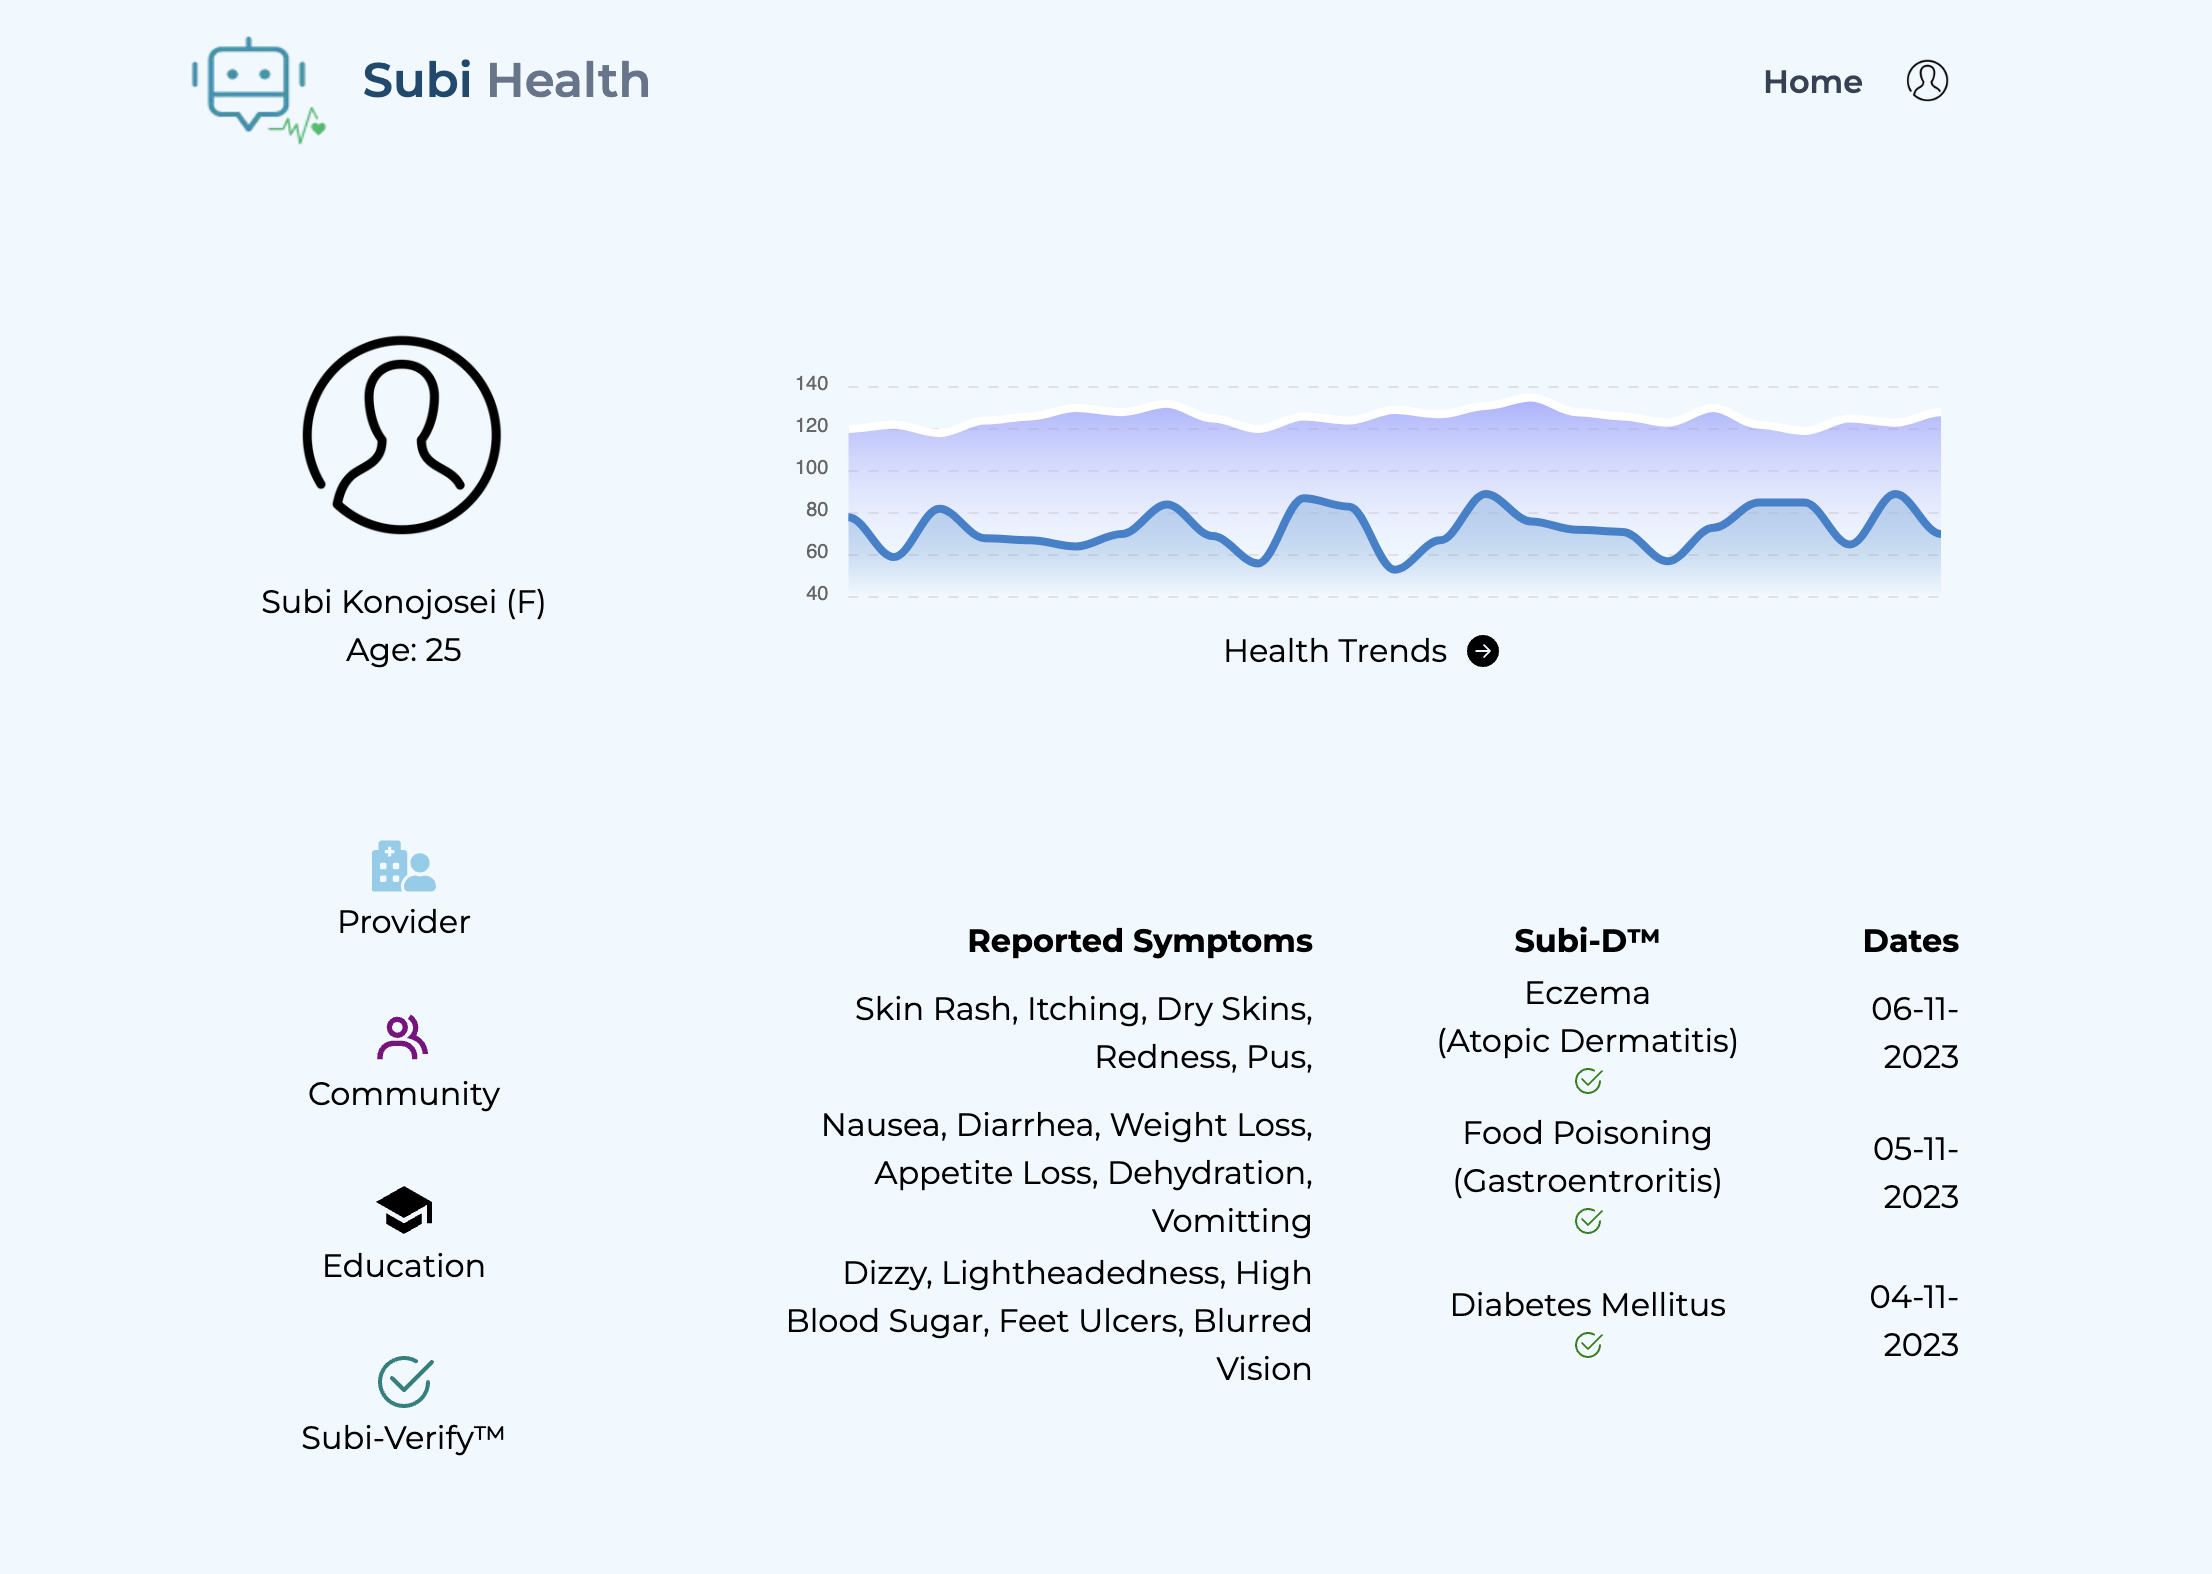 Subi Health
Home
140
120
100
80
60
40
Health Trends
Subi Konojosei (F)
Age: 25
Provider
Community
Education
Subi-Verify™
Reported Symptoms
Subi-D™
Dates
Skin Rash, Itching, Dry Skins,
Redness, Pus,
Eczema
(Atopic Dermatitis)
06-11-
2023
Nausea, Diarrhea, Weight Loss,
Appetite Loss, Dehydration,
Vomitting
Food Poisoning
(Gastroentroritis)
05-11-
2023
Dizzy, Lightheadedness, High
Blood Sugar, Feet Ulcers, Blurred
Vision
Diabetes Mellitus
04-11-
2023